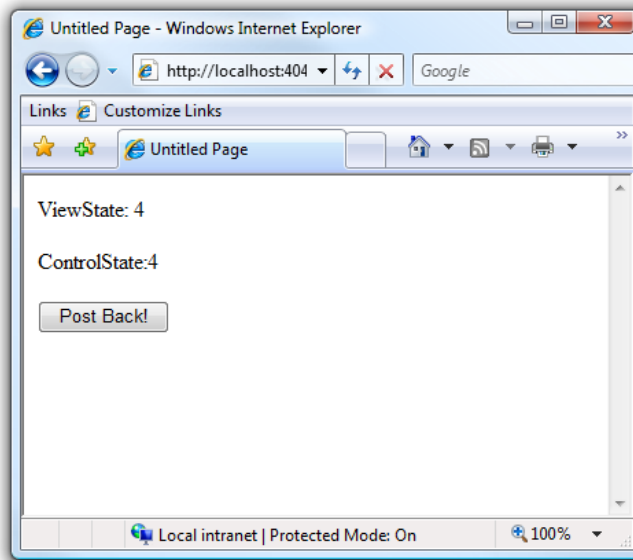 Untitled Page - Windows Internet Explorer
http://localhost:404
Google
Links Customize Links
Untitled Page
ViewState: 4
ControlState:4
Post Back!
Local intranet | Protected Mode: On 100%